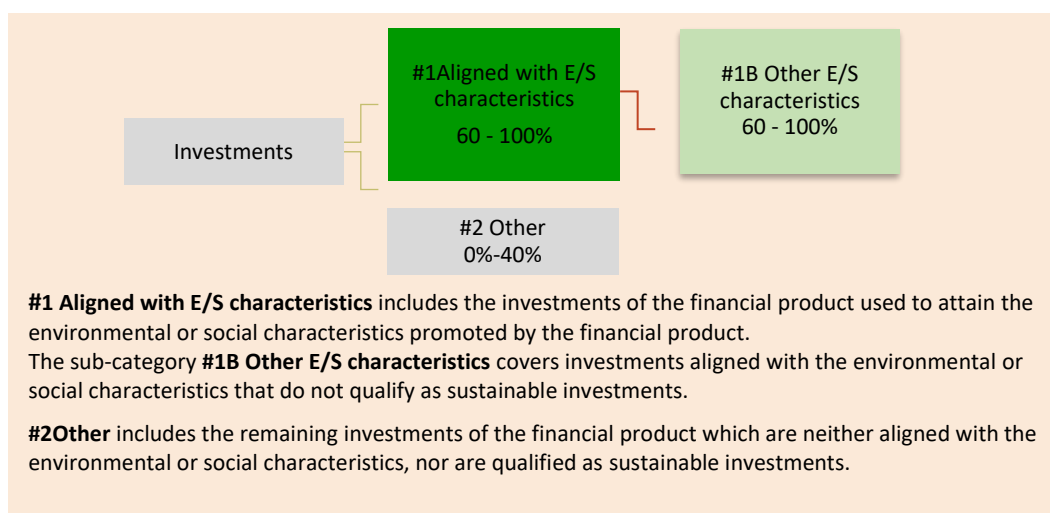 #1Aligned with E/S
characteristics
60 - 100%
#1B Other E/S
characteristics
60 - 100%
Investments
#2 Other
0%-40%
#1 Aligned with E/S characteristics includes the investments of the financial product used to attain the
environmental or social characteristics promoted by the financial product.
The sub-category #1B Other E/S characteristics covers investments aligned with the environmental or
social characteristics that do not qualify as sustainable investments.
#2Other includes the remaining investments of the financial product which are neither aligned with the
environmental or social characteristics, nor are qualified as sustainable investments.